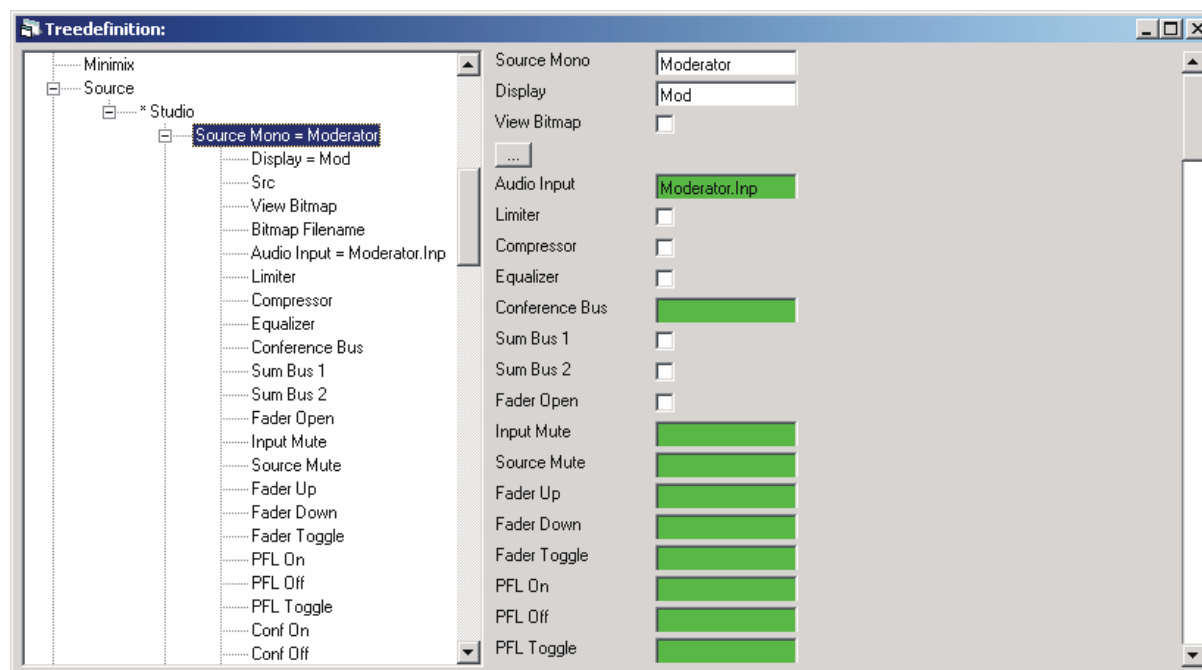 Treedefinition:
Minimix
Source
* Studio
Source Mono = Moderator
Display = Mod
Src
View Bitmap
Bitmap Filename
Audio Input = Moderator.Inp
Limiter
Compressor
Equalizer
Conference Bus
Sum Bus 1
Sum Bus 2
Fader Open
Input Mute
Source Mute
Fader Up
Fader Down
Fader Toggle
PFL On
PFL Off
PFL Toggle
Conf On
Conf Off
Source Mono Moderator
Display Mod
View Bitmap
...
Audio Input Moderator.Inp
Limiter
Compressor
Equalizer
Conference Bus
Sum Bus 1
Sum Bus 2
Fader Open
Input Mute
Source Mute
Fader Up
Fader Down
Fader Toggle
PFL On
PFL Off
PFL Toggle